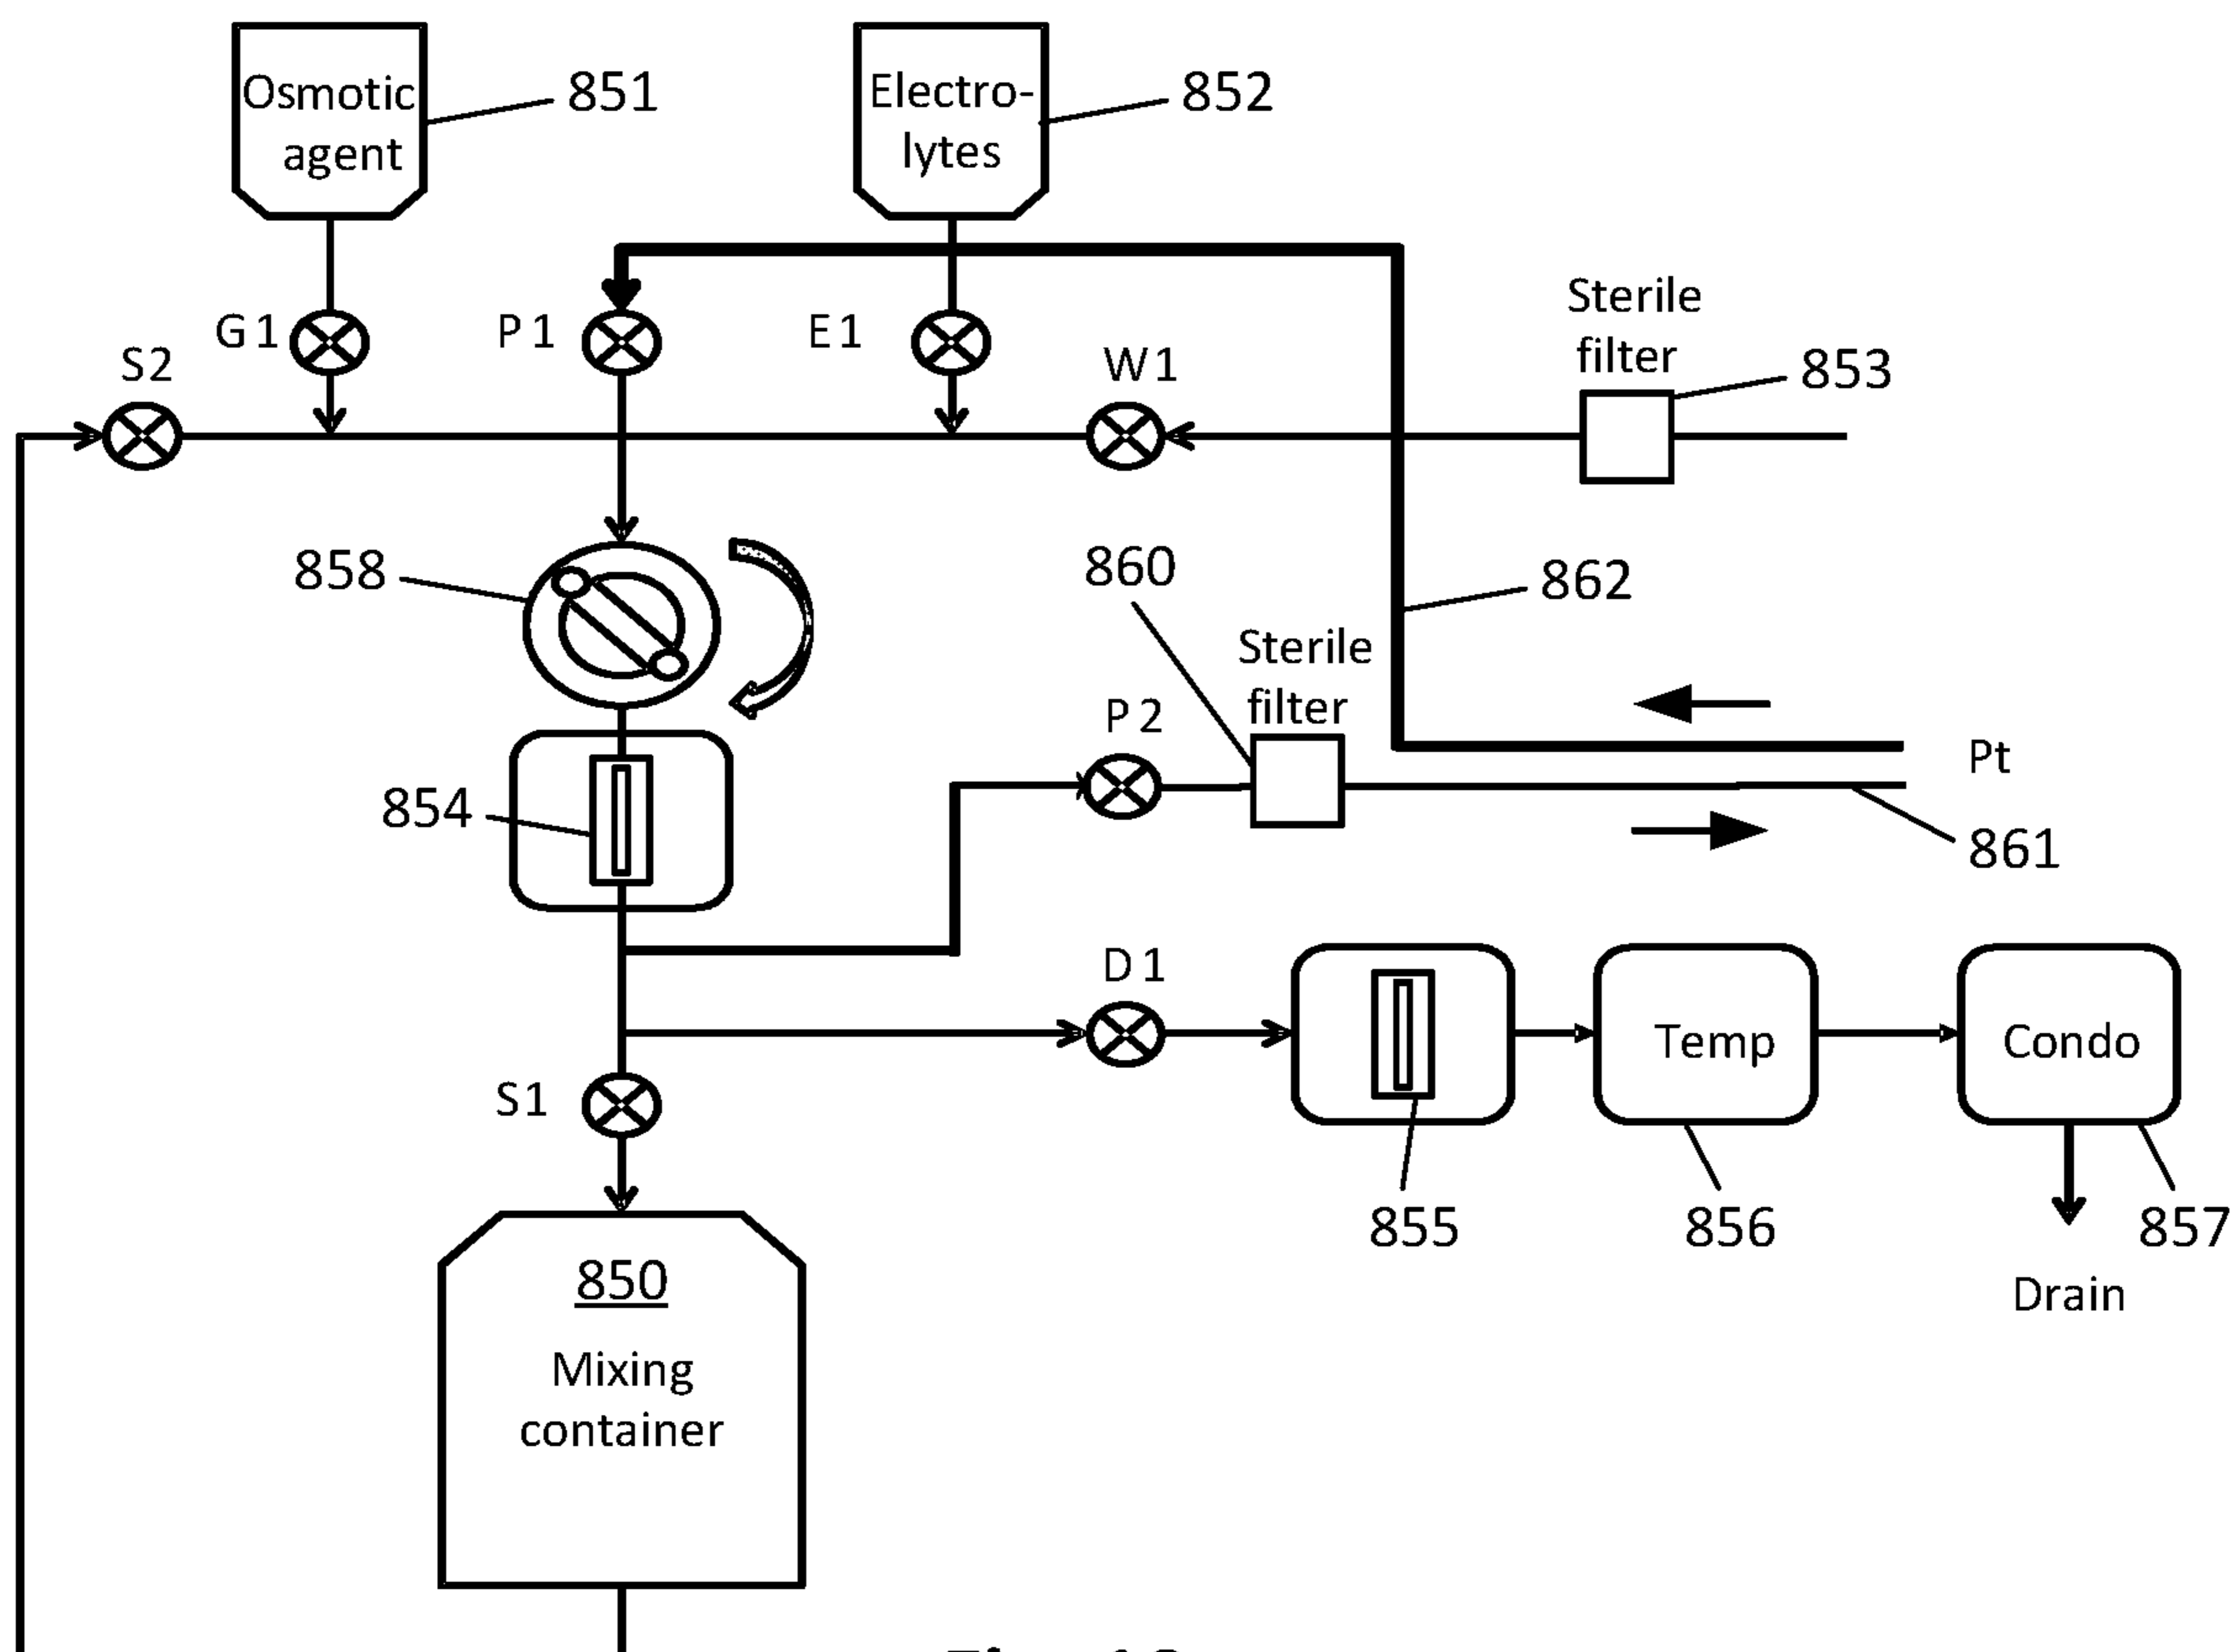 Osmotic
agent
851
Electro-
lytes
852
Sterile
filter
853
G1
P1
E1
S2
W1
858
860
862
Sterile
filter
P2
Pt
854
861
D1
Temp
Condo
S1
855
856
857
850
Drain
Mixing
container